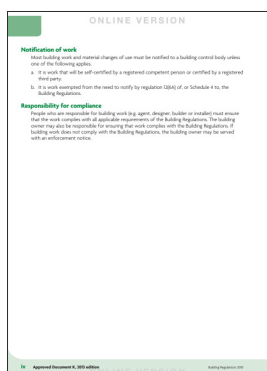 ONLINE VERSION
Notification of work
Most building work and material changes of use must be notified to a building control body unless
one of the following applies.
a. It is work that will be self-certified by a registered competent person or certified by a registered
third party.
b. It is work exempted from the need to notify by regulation 12(6A) of, or Schedule 4 to, the
Building Regulations.
Responsibility for compliance
People who are responsible for building work (e.g. agent, designer, builder or installer) must ensure
that the work complies with all applicable requirements of the Building Regulations. The building
owner may also be responsible for ensuring that work complies with the Building Regulations. If
building work does not comply with the Building Regulations, the building owner may be served
with an enforcement notice.
Approved Document K, 2013 edition
Building Regulations 2010
ONLINE VERSION